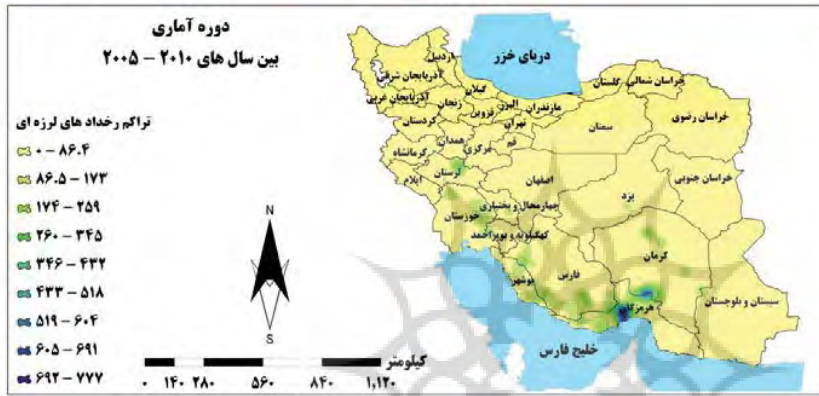 دوره آماری
بین سال های ۲۰۱۰ – ۲۰۰۵
تراکم رخداد های لرزه ای
۰ – ۸۶.۴
۸۶.۵ – ۱۷۳
۱۷۴ – ۲۵۹
۲۶۰ – ۳۴۵
۳۴۶ – ۴۳۲
۴۳۳ – ۵۱۸
۵۱۹ – ۶۰۴
۶۰۵ – ۶۹۱
۶۹۲ – ۷۷۷
N
S
کیلومتر
۰ ۱۴۰ ۲۸۰ ۵۶۰ ۸۴۰ ۱,۱۲۰
دریای خزر
اردبیل
آذربایجان شرقی
آذربایجان غربی
گیلان
زنجان
قزوین
البرز
مازندران
تهران
گلستان
خراسان شمالی
خراسان رضوی
سمنان
کردستان
همدان
مرکزی
قم
کرمانشاه
لرستان
ایلام
اصفهان
یزد
خراسان جنوبی
چهارمحال و بختیاری
خوزستان
کهگیلویه و بویراحمد
فارس
بوشهر
کرمان
هرمزگان
سیستان و بلوچستان
خلیج فارس